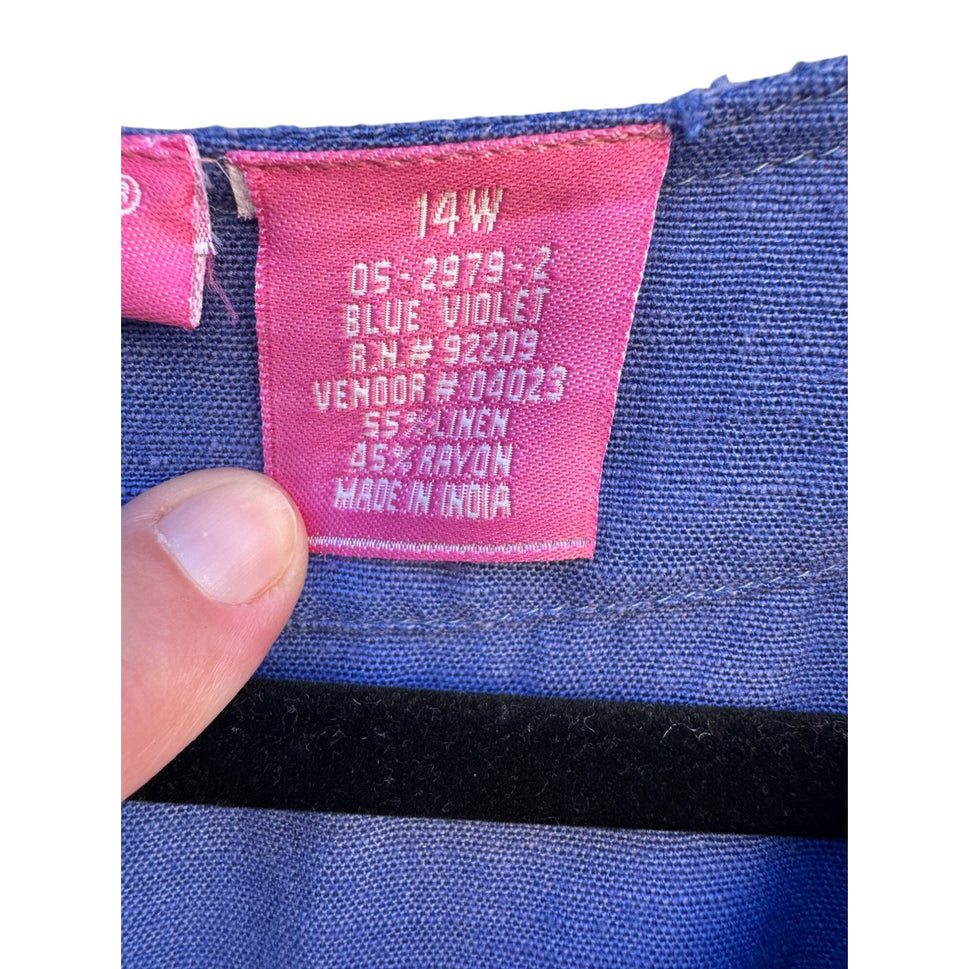 ®
14W
05-2979-2
BLUE VIOLET
R.N.# 92209
VENDOR # 04023
55% LINEN
45% RAYON
MADE IN INDIA